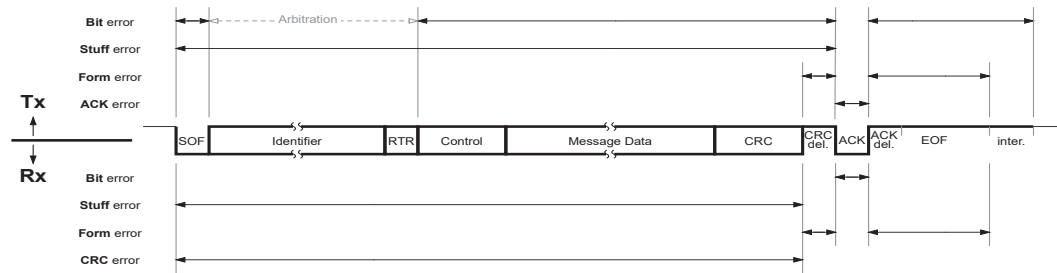 Bit error
Arbitration
Stuff error
Form error
Tx
ACK error
SOF Identifier RTR Control Message Data CRC CRC del. ACK ACK del. EOF inter.
Rx
Bit error
Stuff error
Form error
CRC error